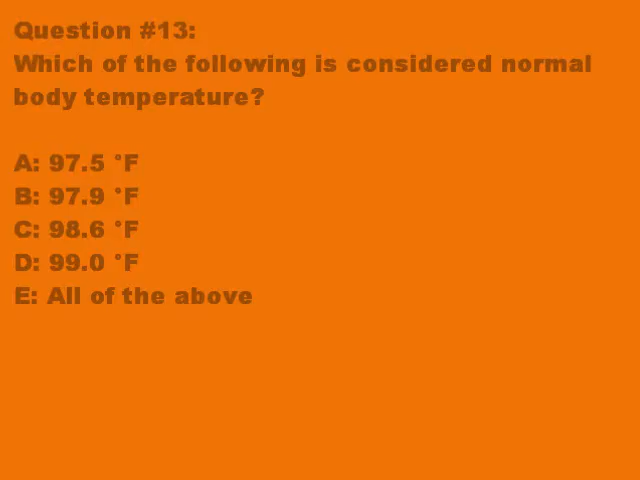 Question #13:
Which of the following is considered normal
body temperature?
A: 97.5 °F
B: 97.9 °F
C: 98.6 °F
D: 99.0 °F
E: All of the above